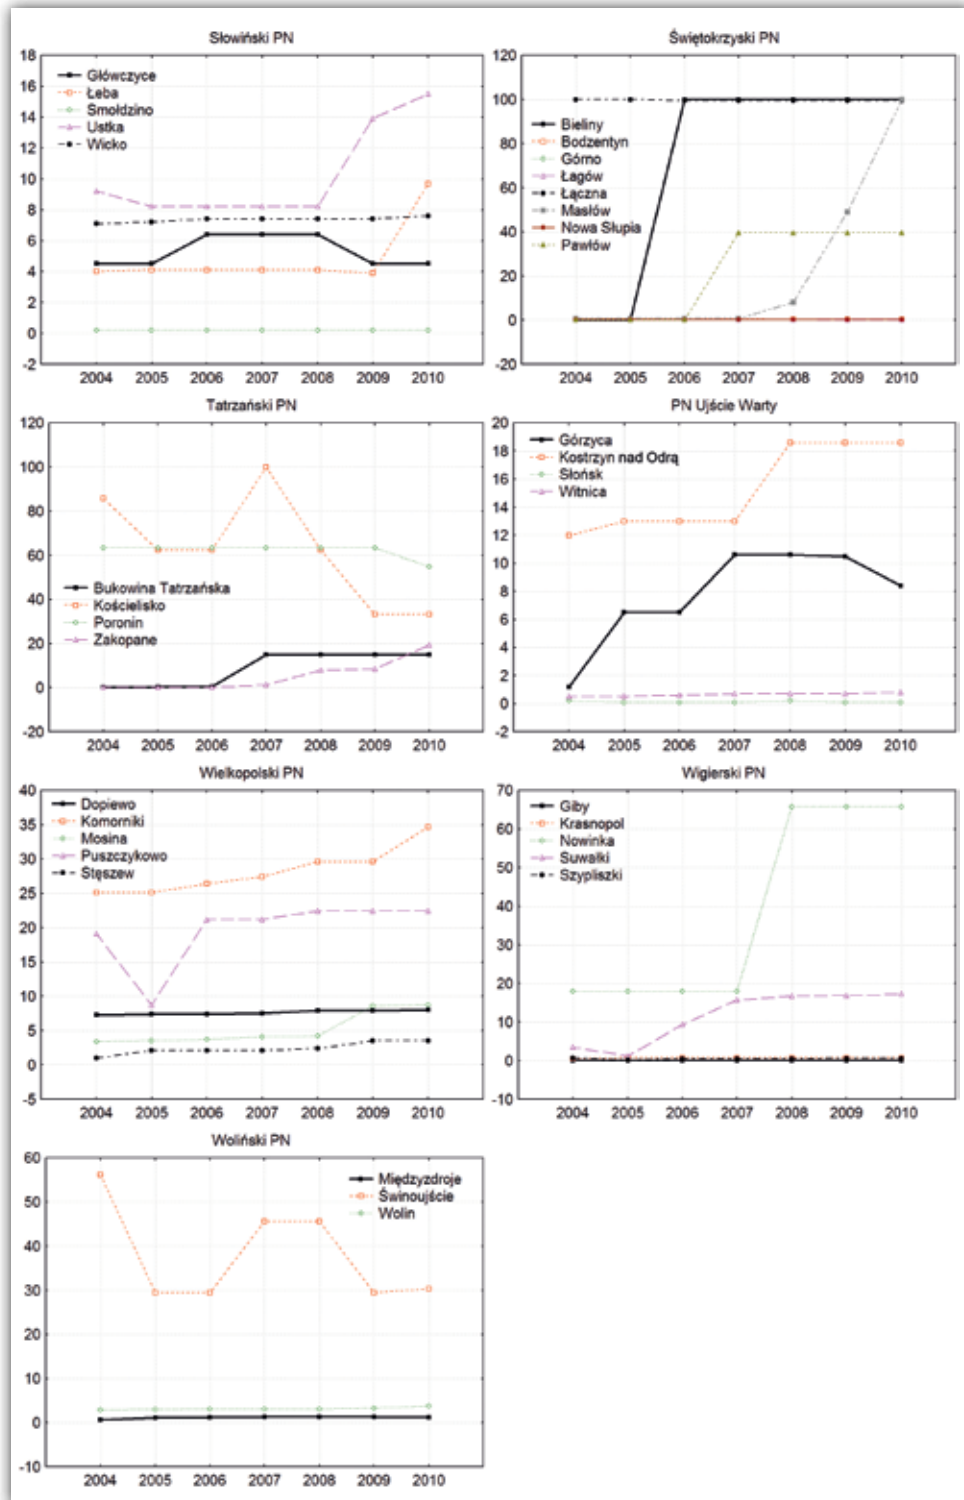 Słowiński PN
18
16
14
12
10
8
6
4
2
0
-2
Główczyce
Łeba
Smołdzino
Ustka
Wicko
2004 2005 2006 2007 2008 2009 2010
Świętokrzyski PN
120
100
80
60
40
20
0
-20
Bieliny
Bodzentyn
Górno
Łagów
Łączna
Masłów
Nowa Słupia
Pawłów
2004 2005 2006 2007 2008 2009 2010
Tatrzański PN
120
100
80
60
40
20
0
-20
Bukowina Tatrzańska
Kościelisko
Poronin
Zakopane
2004 2005 2006 2007 2008 2009 2010
PN Ujście Warty
20
18
16
14
12
10
8
6
4
2
0
-2
Górzyca
Kostrzyn nad Odrą
Słońsk
Witnica
2004 2005 2006 2007 2008 2009 2010
Wielkopolski PN
40
35
30
25
20
15
10
5
0
-5
Dopiewo
Komorniki
Mosina
Puszczykowo
Stęszew
2004 2005 2006 2007 2008 2009 2010
Wigierski PN
70
60
50
40
30
20
10
0
-10
Giby
Krasnopol
Nowinka
Suwałki
Szypliszki
2004 2005 2006 2007 2008 2009 2010
Woliński PN
60
50
40
30
20
10
0
-10
Międzyzdroje
Świnoujście
Wolin
2004 2005 2006 2007 2008 2009 2010